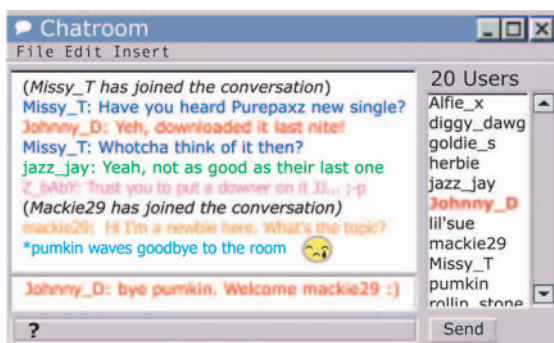 Chatroom
File Edit Insert
(Missy_T has joined the conversation)
Missy_T: Have you heard Purepaxz new single?
Johnny_D: Yeh, downloaded it last nite!
Missy_T: Whotcha think of it then?
jazz_jay: Yeah, not as good as their last one
Z_bAbY: Trust you to put a downer on it JJ... ;-p
(Mackie29 has joined the conversation)
mackie29: Hi I'm a newbie here. What's the topic?
*pumkin waves goodbye to the room
Johnny_D: bye pumkin. Welcome mackie29 :)
?
20 Users
Alfie_x
diggy_dawg
goldie_s
herbie
jazz_jay
Johnny_D
lil'sue
mackie29
Missy_T
pumkin
rollin_stone
Send